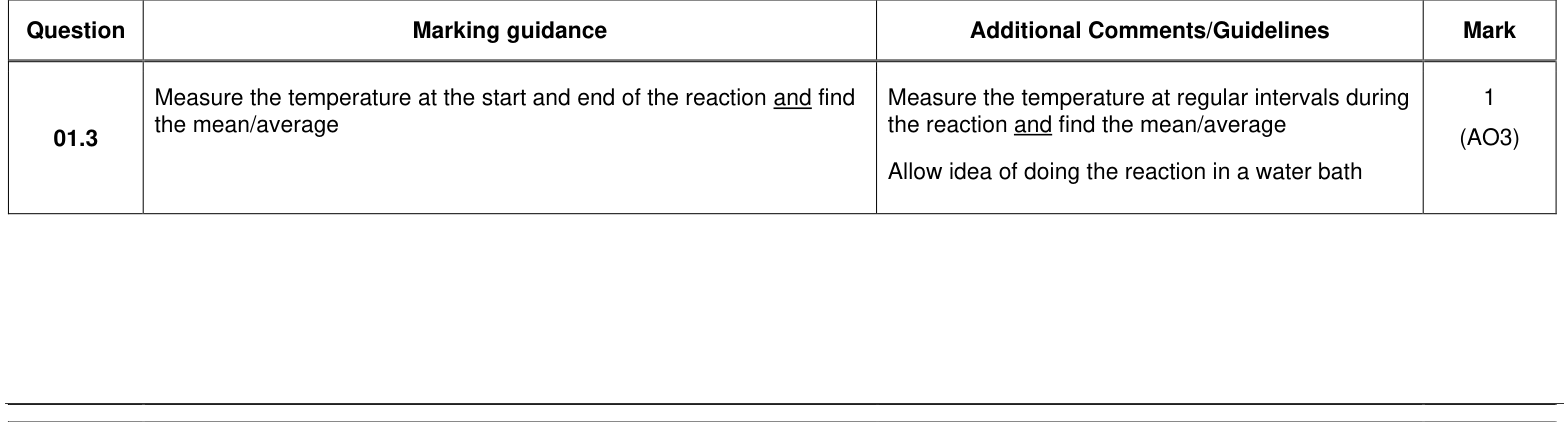 Question Marking guidance Additional Comments/Guidelines Mark
01.3
Measure the temperature at the start and end of the reaction and find
the mean/average
Measure the temperature at regular intervals during
the reaction and find the mean/average
Allow idea of doing the reaction in a water bath
1
(AO3)